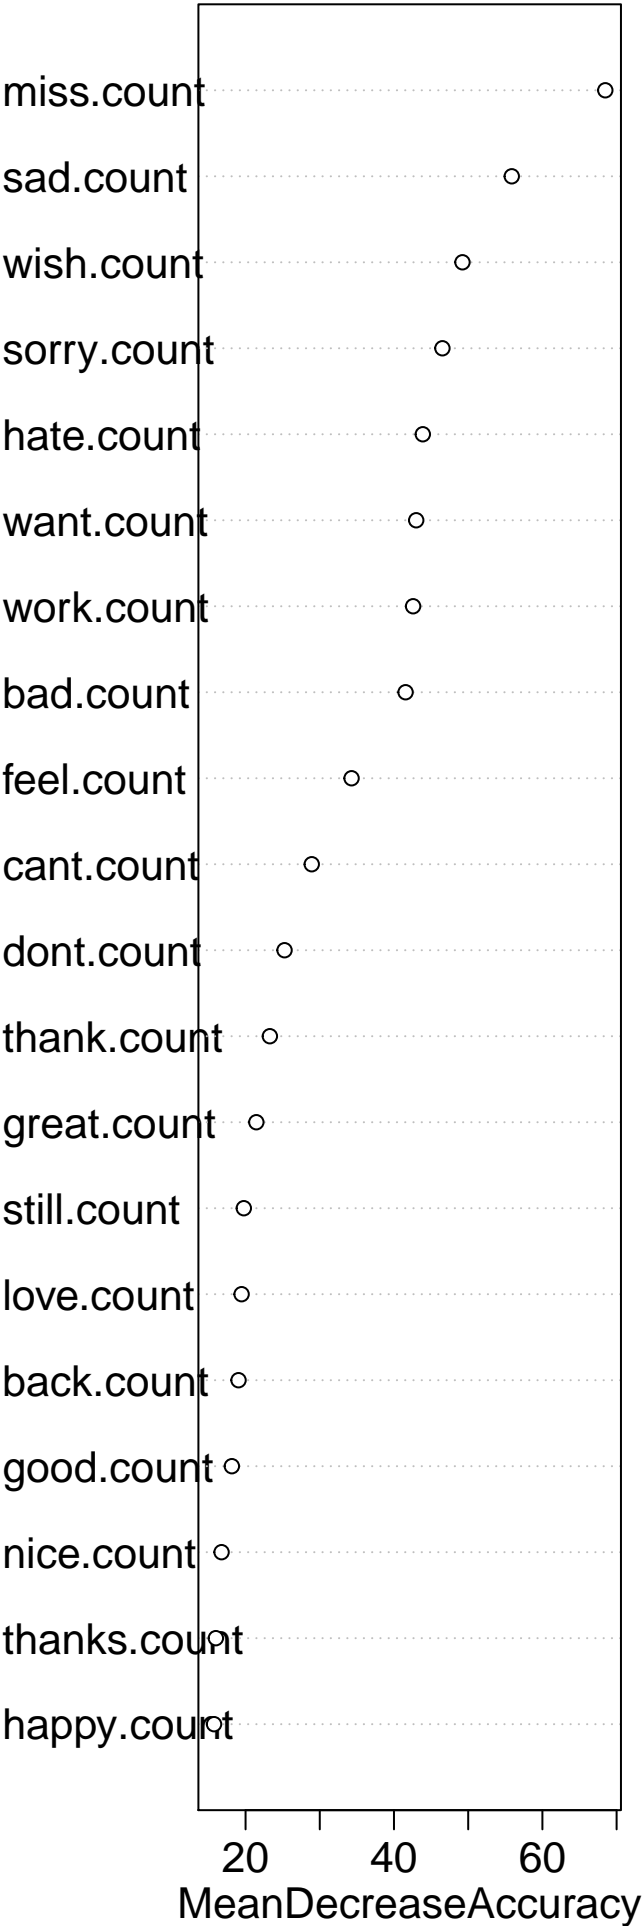 miss.count
sad.count
wish.count
sorry.count
hate.count
want.count
work.count
bad.count
feel.count
cant.count
dont.count
thank.count
great.count
still.count
love.count
back.count
good.count
nice.count
thanks.count
happy.count
20 40 60
MeanDecreaseAccuracy